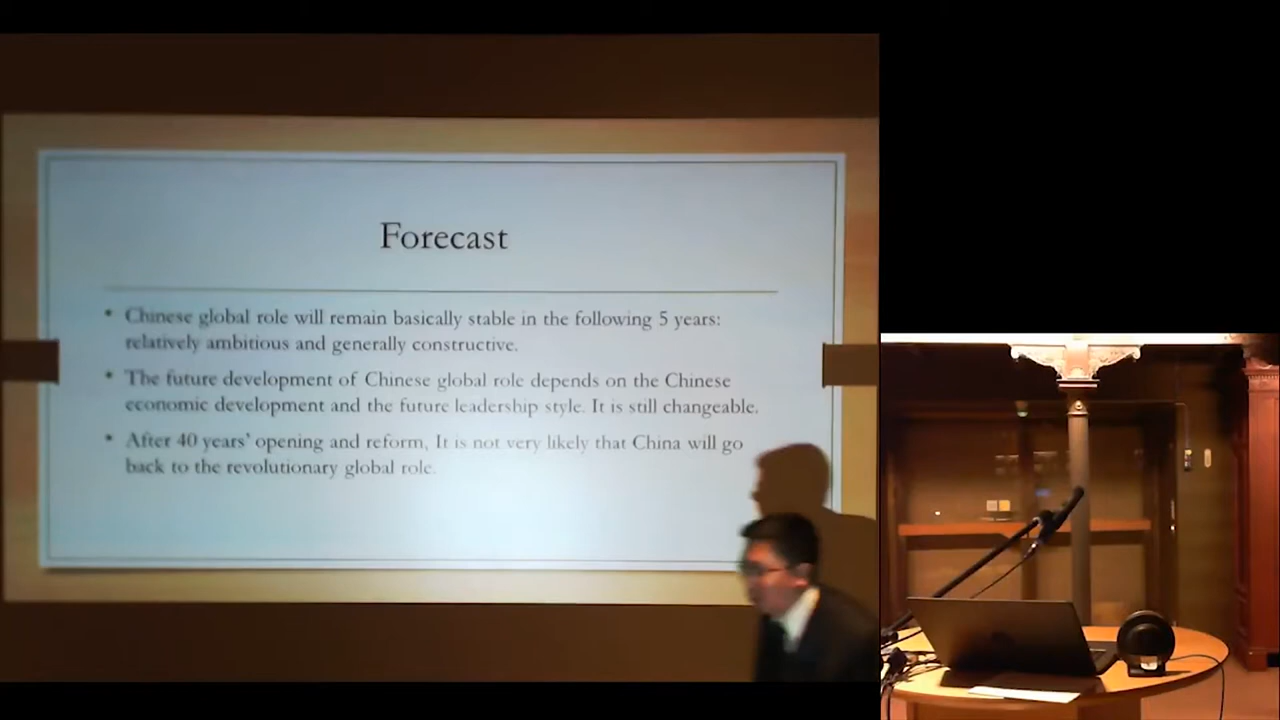 Forecast
• Chinese global role will remain basically stable in the following 5 years:
relatively ambitious and generally constructive.
• The future development of Chinese global role depends on the Chinese
economic development and the future leadership style. It is still changeable.
• After 40 years’ opening and reform, It is not very likely that China will go
back to the revolutionary global role.